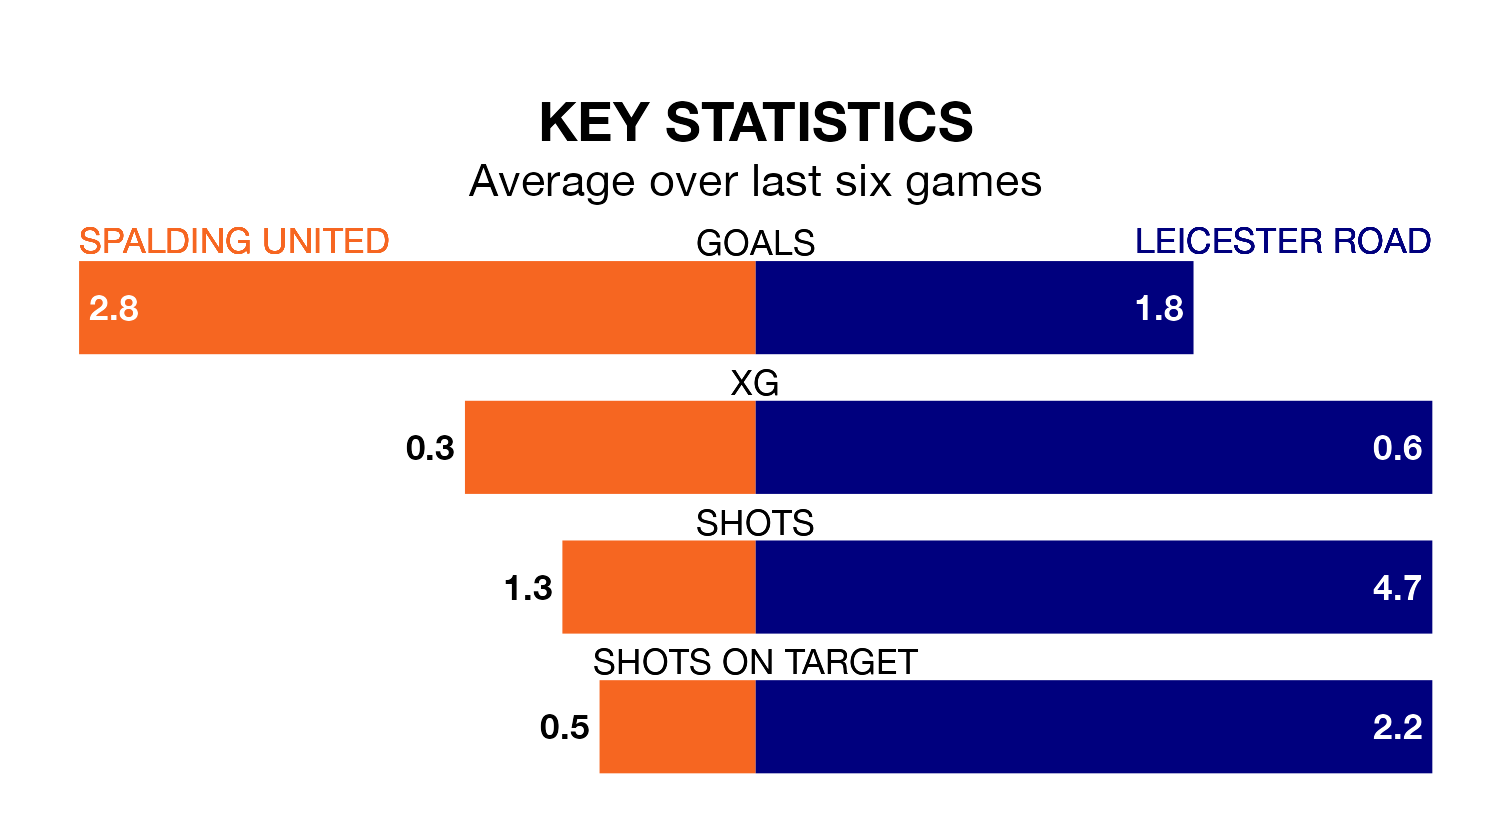 KEY STATISTICS
Average over last six games
SPALDING UNITED GOALS LEICESTER ROAD
2.8 1.8
XG
0.3 0.6
SHOTS
1.3 4.7
SHOTS ON TARGET
0.5 2.2